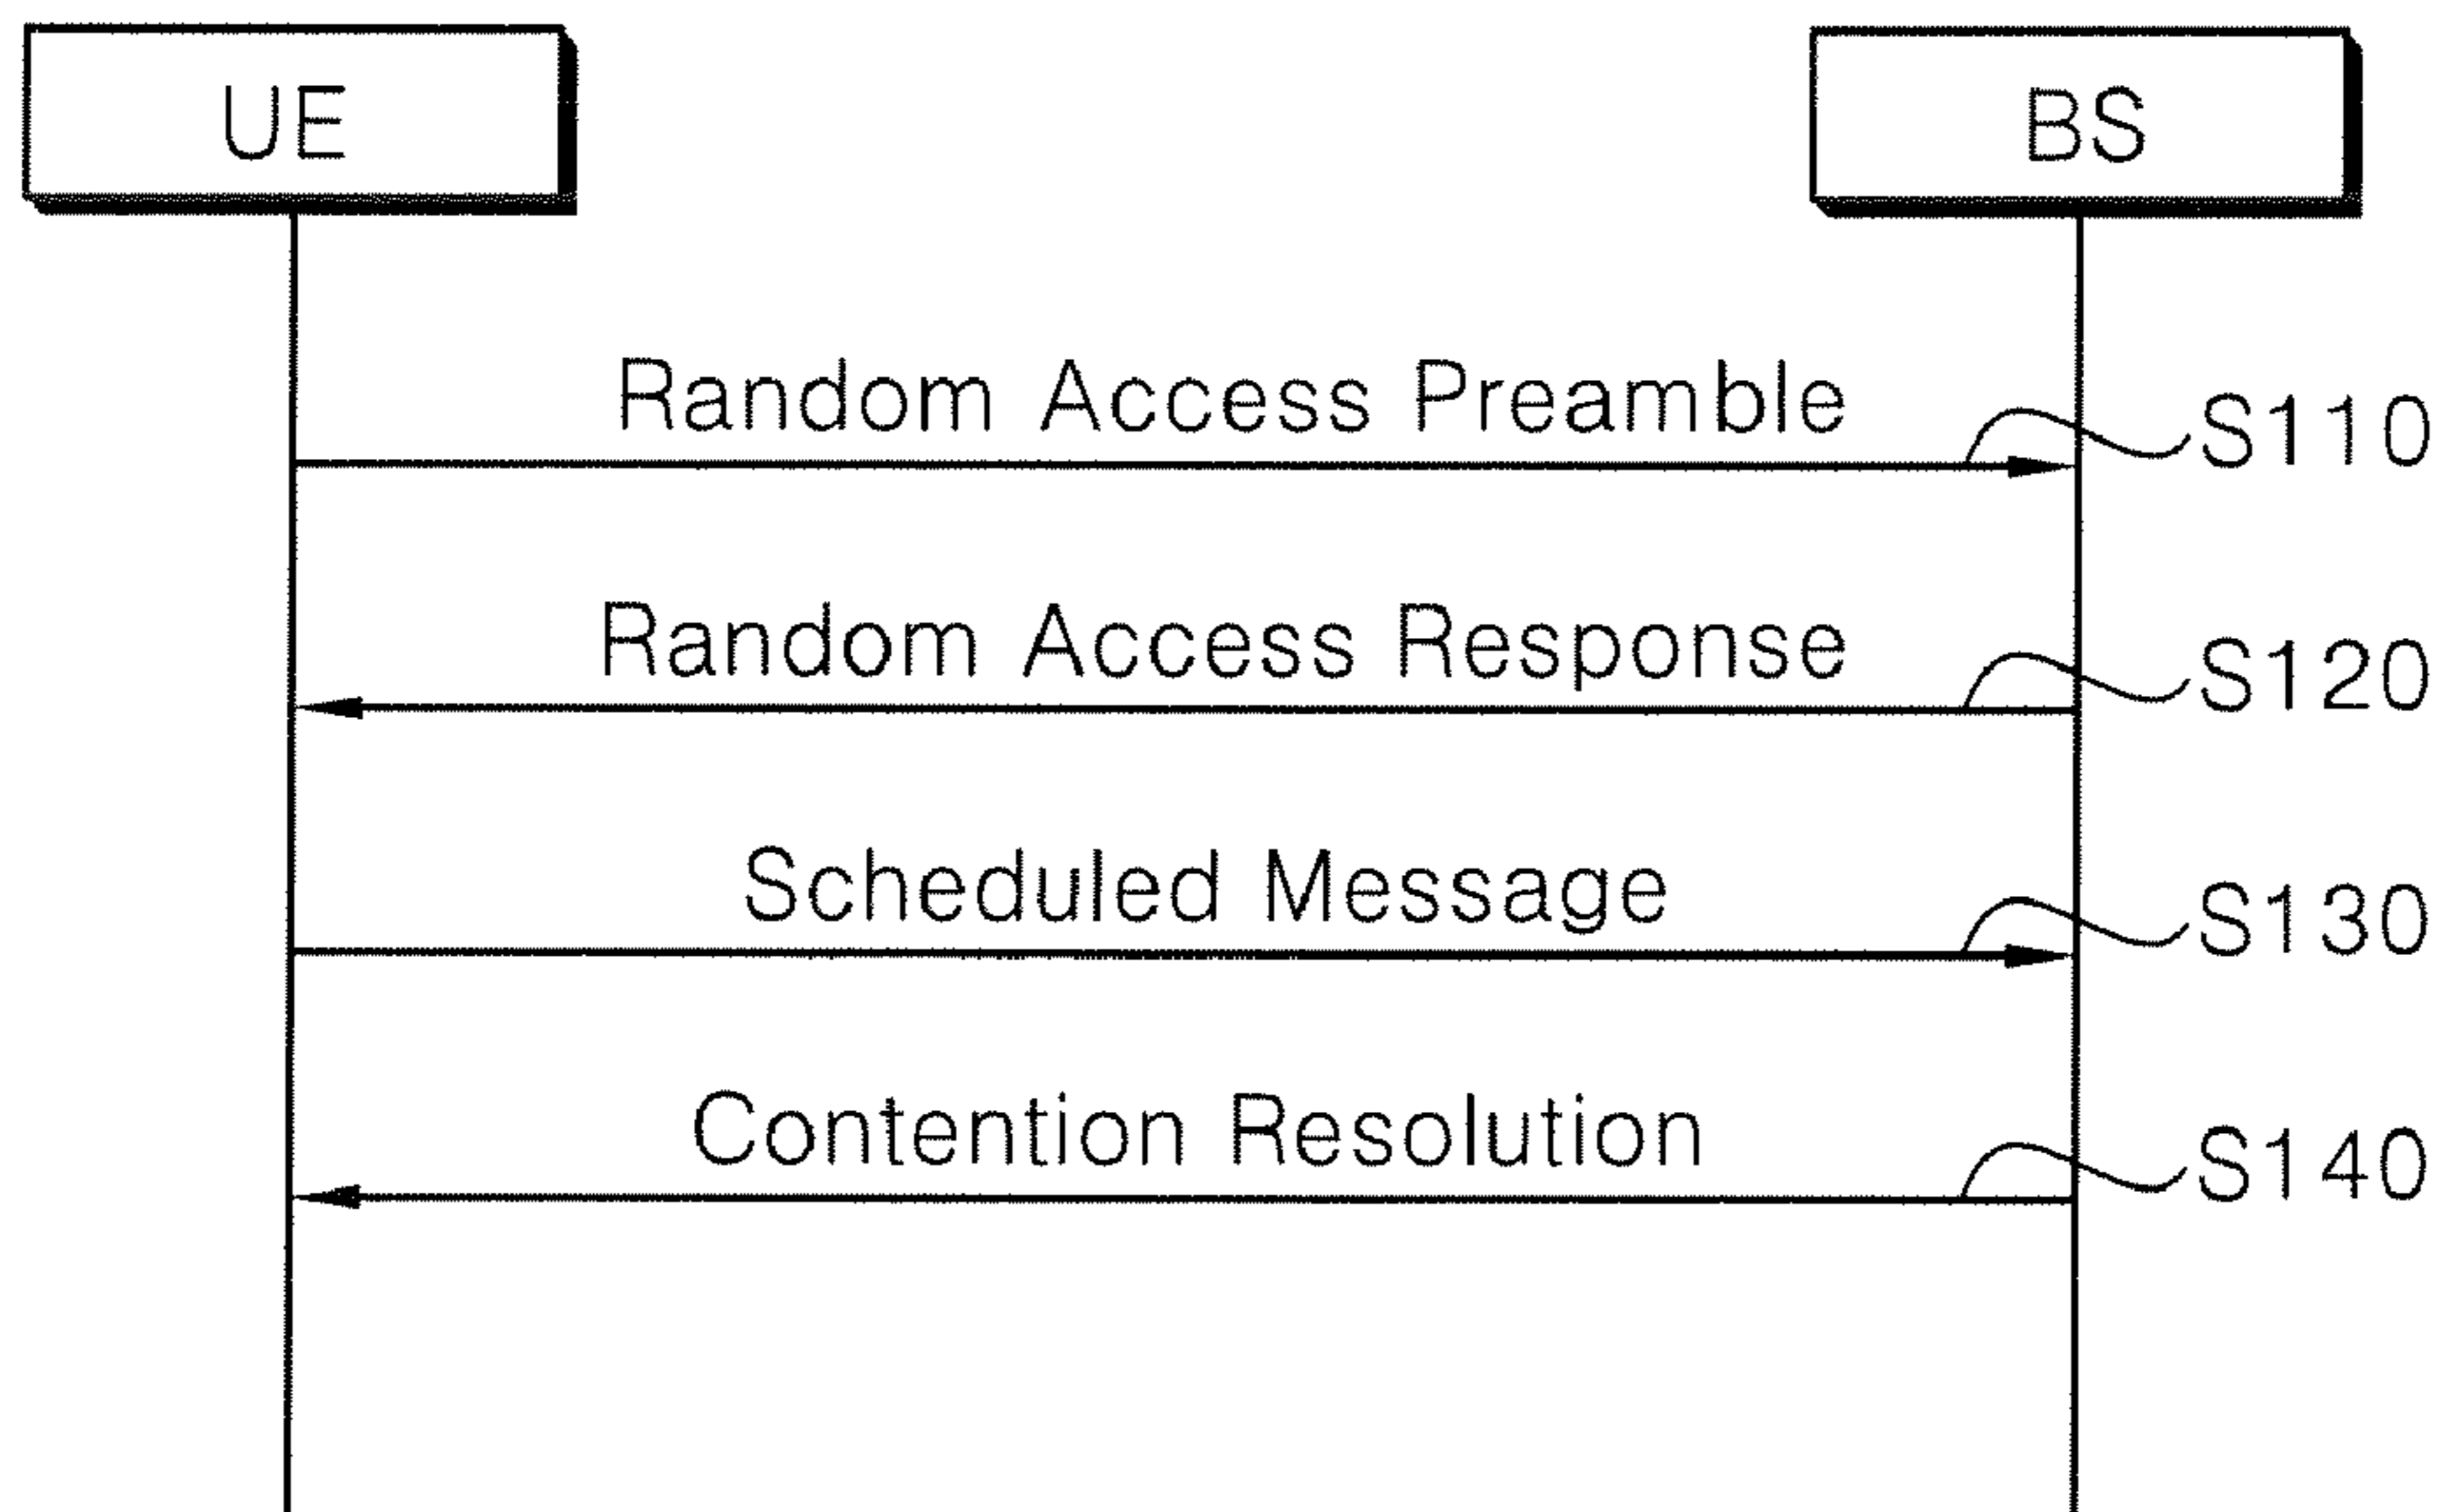 UE
BS
Random Access Preamble
S110
Random Access Response
S120
Scheduled Message
S130
Contention Resolution
S140